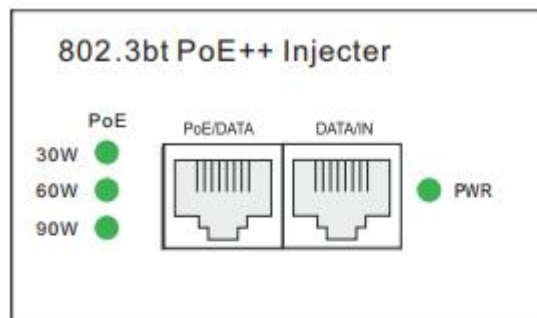 802.3bt PoE++ Injecter
PoE
PoE/DATA
DATA/IN
30W
60W
PWR
90W